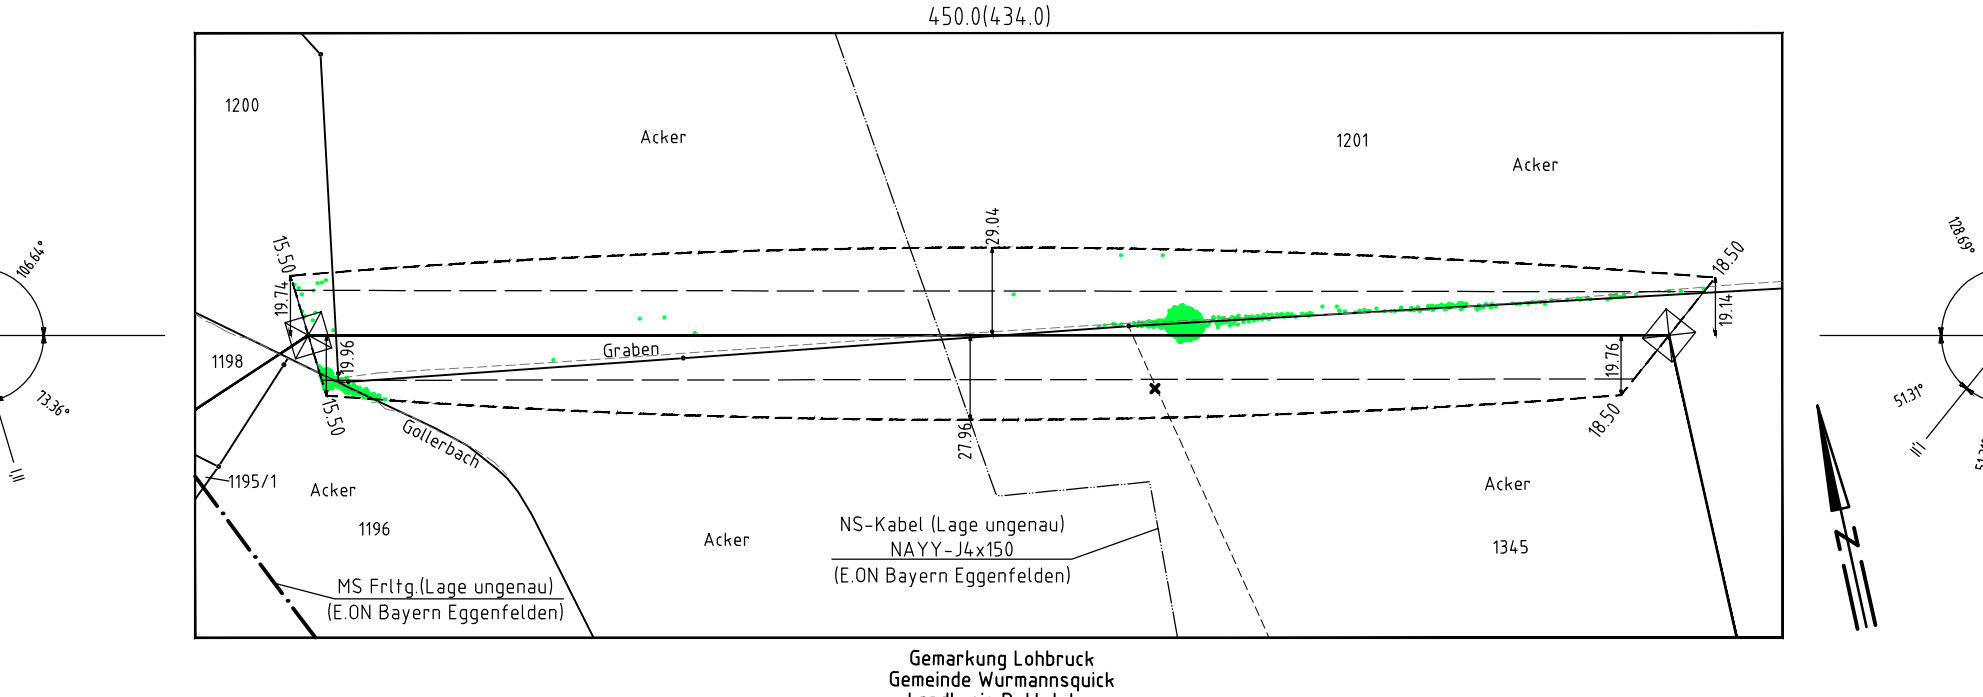 450.0(434.0)
1200
Acker
1201
Acker
106.64°
15.50
29.04
18.50
128.69°
19.74
19.14
1198
19.96
Graben
19.76
73.36°
15.50
Gollerbach
27.96
18.50
51.31°
1195/1
Acker
Acker
1196
NS-Kabel (Lage ungenau)
NAYY-J4x150
(E.ON Bayern Eggenfelden)
Acker
1345
MS Frltg.(Lage ungenau)
(E.ON Bayern Eggenfelden)
N
Gemarkung Lohbruck
Gemeinde Wurmannsquick